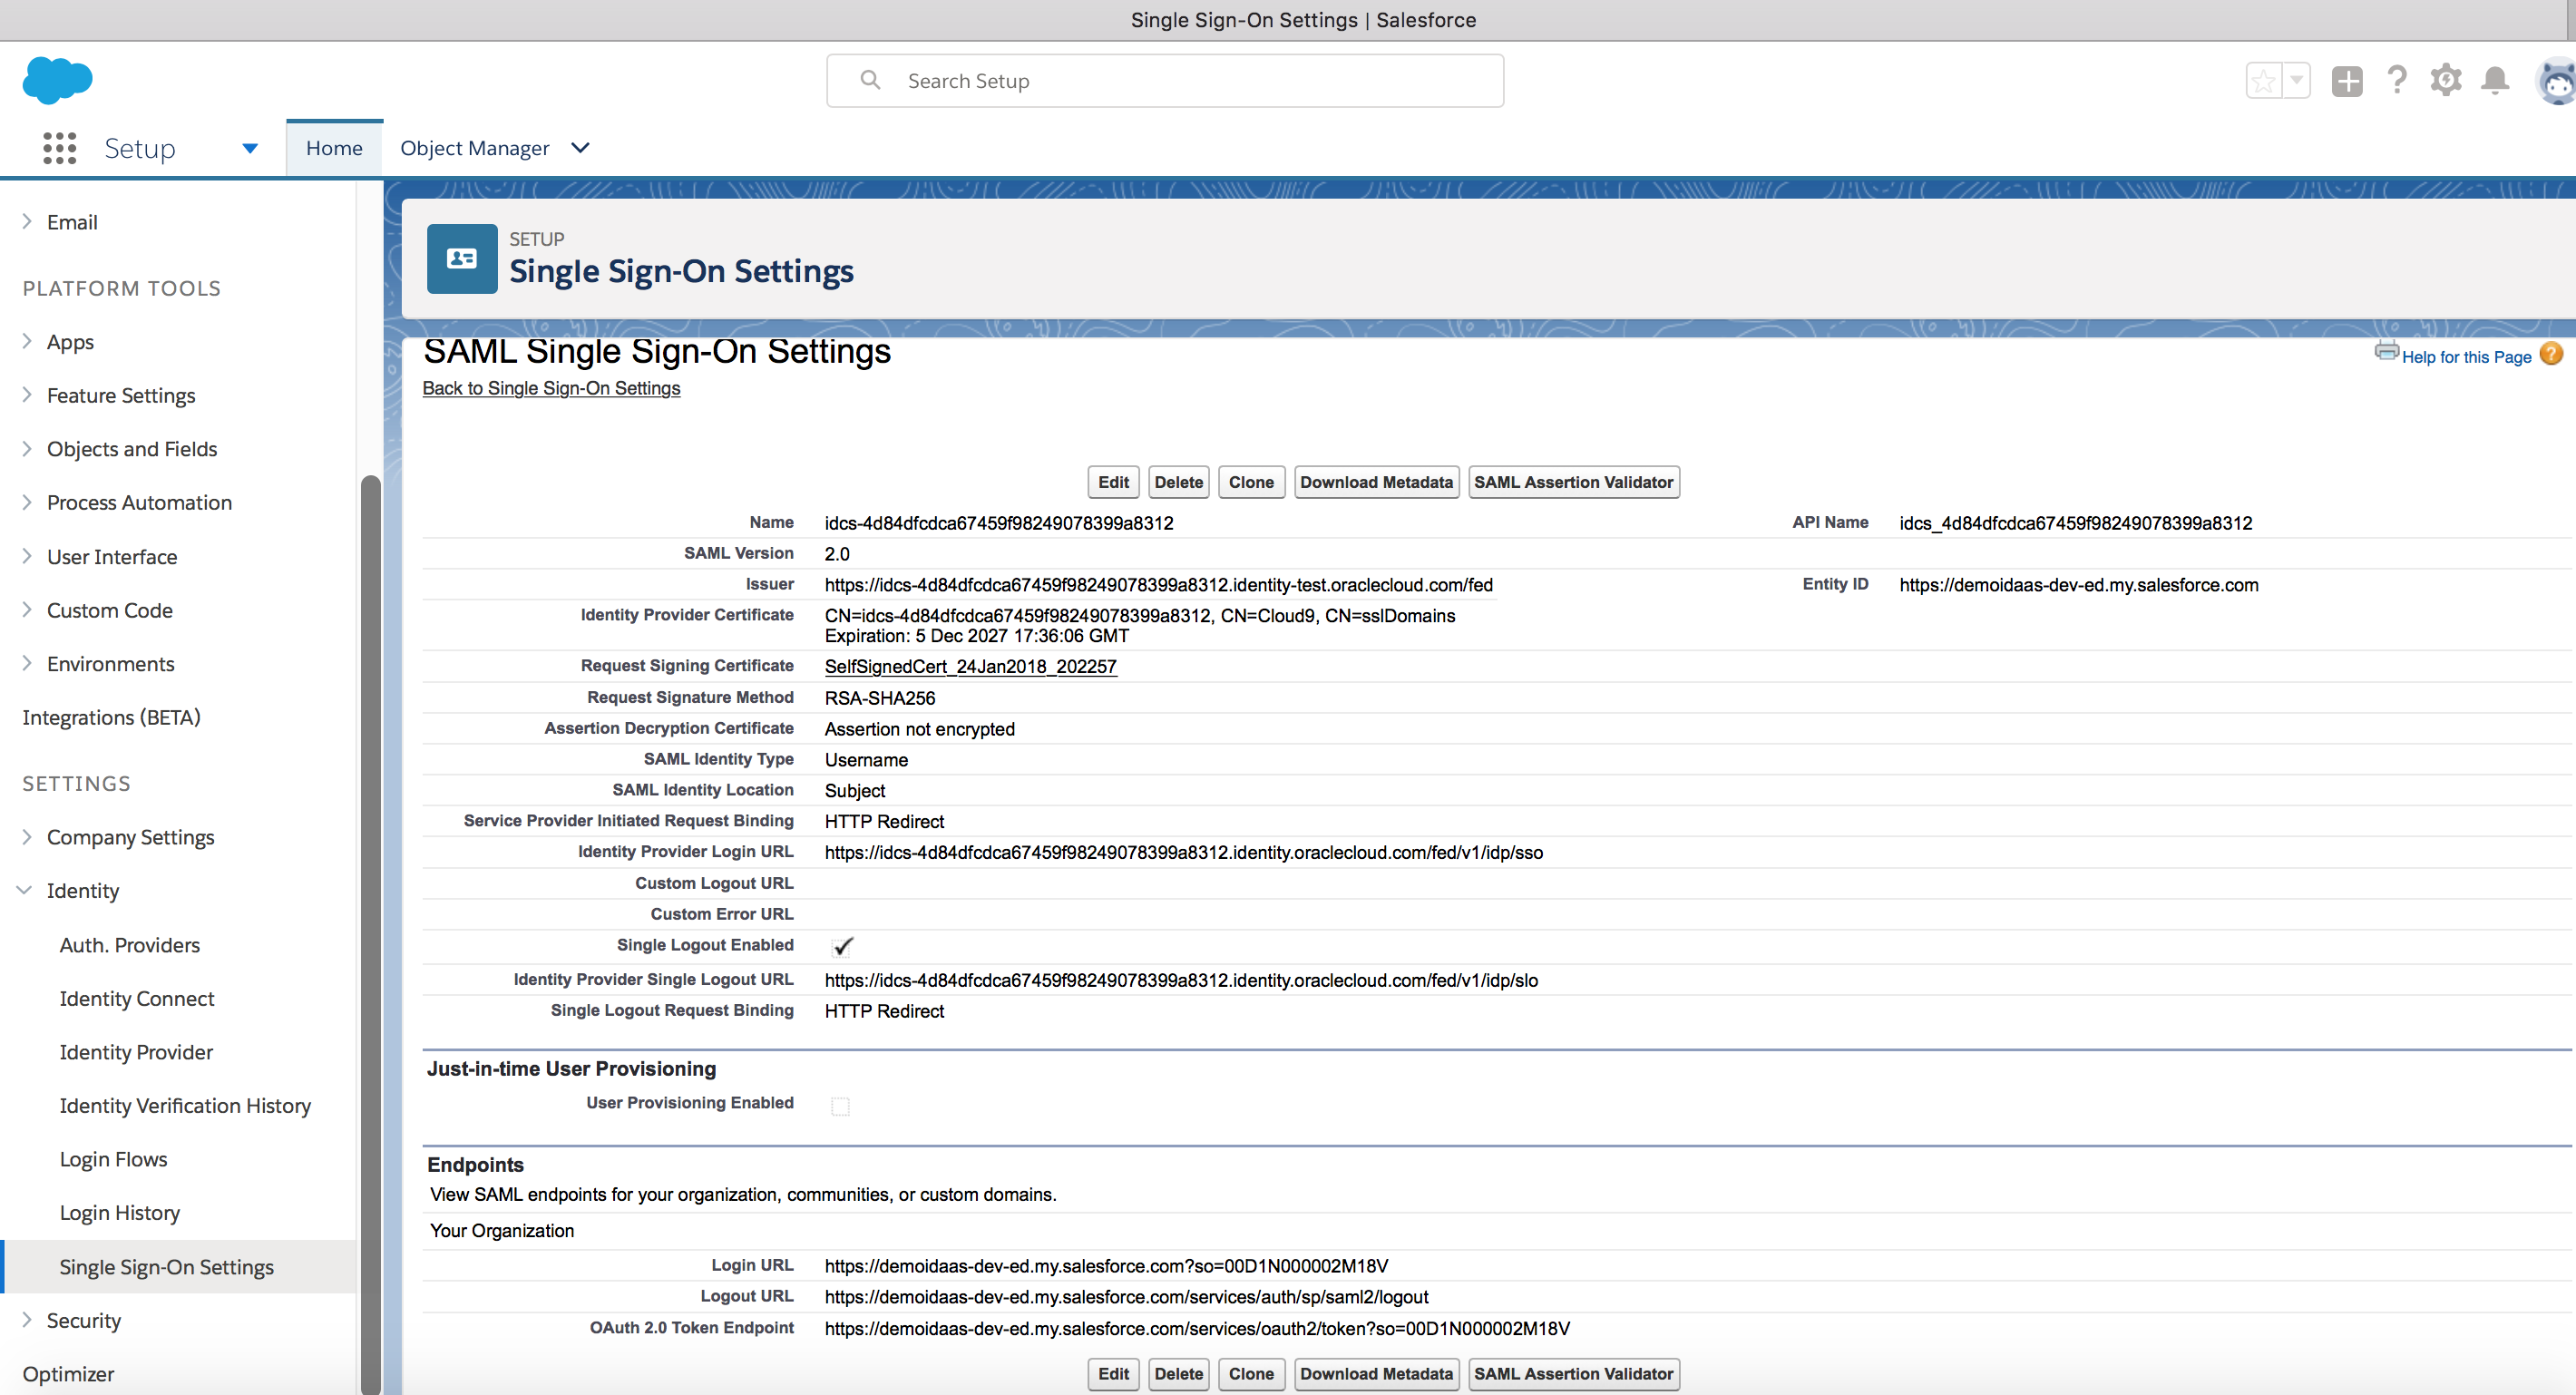 Single Sign-On Settings | Salesforce
Search Setup
Setup
Home
Object Manager
Email
PLATFORM TOOLS
Apps
Feature Settings
Objects and Fields
Process Automation
User Interface
Custom Code
Environments
Integrations (BETA)
SETTINGS
Company Settings
Identity
Auth. Providers
Identity Connect
Identity Provider
Identity Verification History
Login Flows
Login History
Single Sign-On Settings
Security
Optimizer
SETUP
Single Sign-On Settings
SAML Single Sign-On Settings
Back to Single Sign-On Settings
Help for this Page ?
Edit Delete Clone Download Metadata SAML Assertion Validator
Name idcs-4d84dfcdca67459f98249078399a8312 API Name idcs_4d84dfcdca67459f98249078399a8312
SAML Version 2.0
Issuer https://idcs-4d84dfcdca67459f98249078399a8312.identity-test.oraclecloud.com/fed Entity ID https://demoidaas-dev-ed.my.salesforce.com
Identity Provider Certificate CN=idcs-4d84dfcdca67459f98249078399a8312, CN=Cloud9, CN=sslDomains
Expiration: 5 Dec 2027 17:36:06 GMT
Request Signing Certificate SelfSignedCert_24Jan2018_202257
Request Signature Method RSA-SHA256
Assertion Decryption Certificate Assertion not encrypted
SAML Identity Type Username
SAML Identity Location Subject
Service Provider Initiated Request Binding HTTP Redirect
Identity Provider Login URL https://idcs-4d84dfcdca67459f98249078399a8312.identity.oraclecloud.com/fed/v1/idp/sso
Custom Logout URL
Custom Error URL
Single Logout Enabled
Identity Provider Single Logout URL https://idcs-4d84dfcdca67459f98249078399a8312.identity.oraclecloud.com/fed/v1/idp/slo
Single Logout Request Binding HTTP Redirect
Just-in-time User Provisioning
User Provisioning Enabled
Endpoints
View SAML endpoints for your organization, communities, or custom domains.
Your Organization
Login URL https://demoidaas-dev-ed.my.salesforce.com?so=00D1N000002M18V
Logout URL https://demoidaas-dev-ed.my.salesforce.com/services/auth/sp/saml2/logout
OAuth 2.0 Token Endpoint https://demoidaas-dev-ed.my.salesforce.com/services/oauth2/token?so=00D1N000002M18V
Edit Delete Clone Download Metadata SAML Assertion Validator